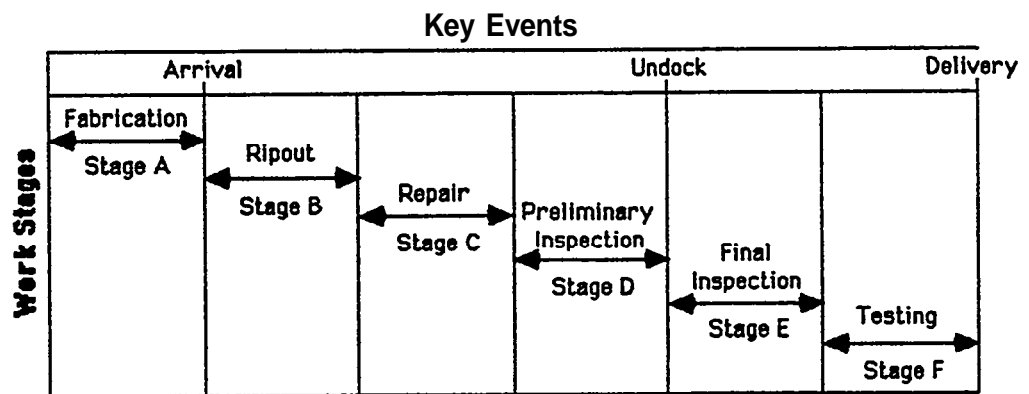 Key Events
Arrival
Undock
Delivery
Work Stages
Fabrication
Stage A
Ripout
Stage B
Repair
Stage C
Preliminary
Inspection
Stage D
Final
Inspection
Stage E
Testing
Stage F